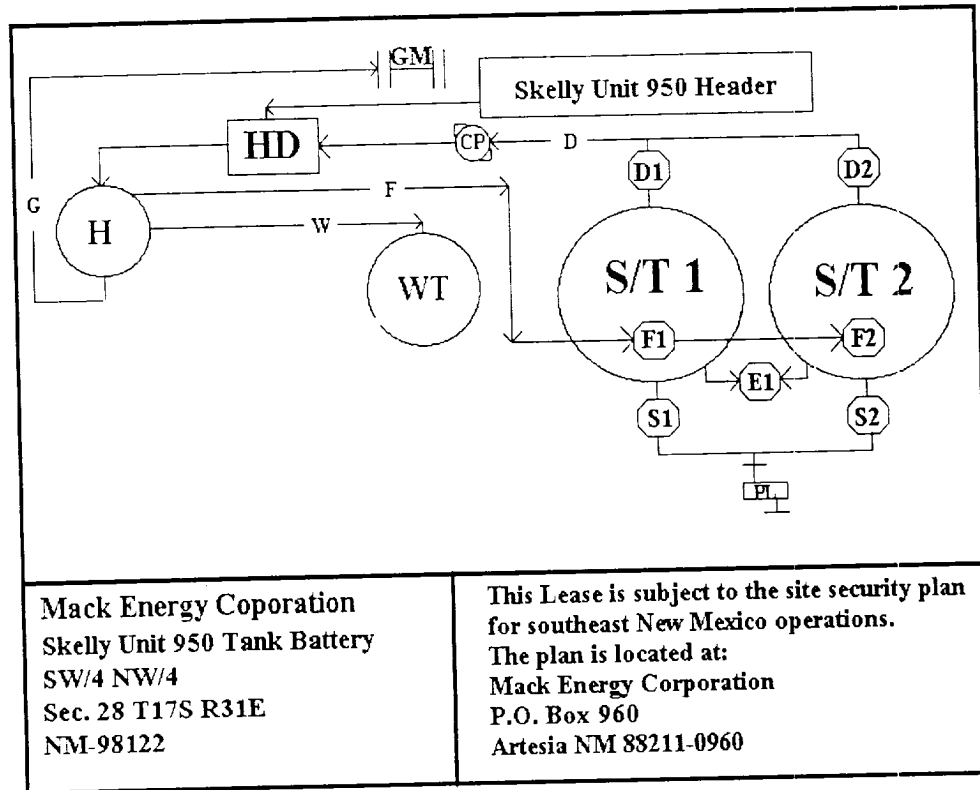 GM
Skelly Unit 950 Header
HD
CP
D
D1
D2
G
F
H
W
WT
S/T 1
S/T 2
F1
F2
E1
S1
S2
PL
Mack Energy Coporation
Skelly Unit 950 Tank Battery
SW/4 NW/4
Sec. 28 T17S R31E
NM-98122
This Lease is subject to the site security plan
for southeast New Mexico operations.
The plan is located at:
Mack Energy Corporation
P.O. Box 960
Artesia NM 88211-0960